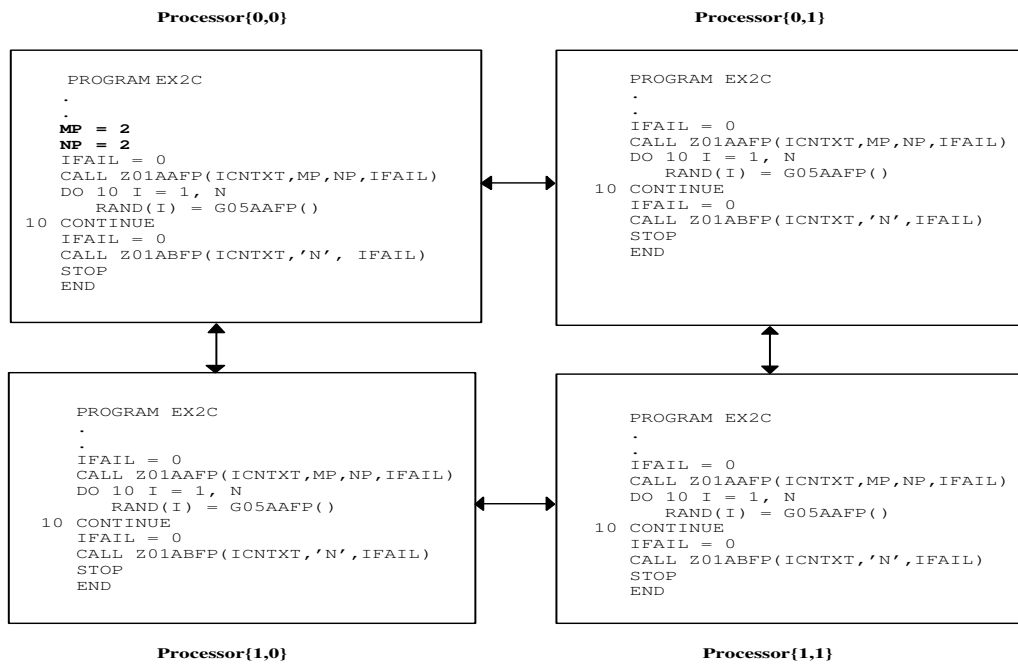 Processor{0,0}
PROGRAM EX2C
.
.
MP = 2
NP = 2
IFAIL = 0
CALL Z01AAFP(ICNTXT,MP,NP,IFAIL)
DO 10 I = 1, N
RAND(I) = G05AAFP()
10 CONTINUE
IFAIL = 0
CALL Z01ABFP(ICNTXT,’N’, IFAIL)
STOP
END
Processor{0,1}
PROGRAM EX2C
.
.
IFAIL = 0
CALL Z01AAFP(ICNTXT,MP,NP,IFAIL)
DO 10 I = 1, N
RAND(I) = G05AAFP()
10 CONTINUE
IFAIL = 0
CALL Z01ABFP(ICNTXT,’N’,IFAIL)
STOP
END
PROGRAM EX2C
.
.
IFAIL = 0
CALL Z01AAFP(ICNTXT,MP,NP,IFAIL)
DO 10 I = 1, N
RAND(I) = G05AAFP()
10 CONTINUE
IFAIL = 0
CALL Z01ABFP(ICNTXT,’N’,IFAIL)
STOP
END
Processor{1,0}
PROGRAM EX2C
.
.
IFAIL = 0
CALL Z01AAFP(ICNTXT,MP,NP,IFAIL)
DO 10 I = 1, N
RAND(I) = G05AAFP()
10 CONTINUE
IFAIL = 0
CALL Z01ABFP(ICNTXT,’N’,IFAIL)
STOP
END
Processor{1,1}